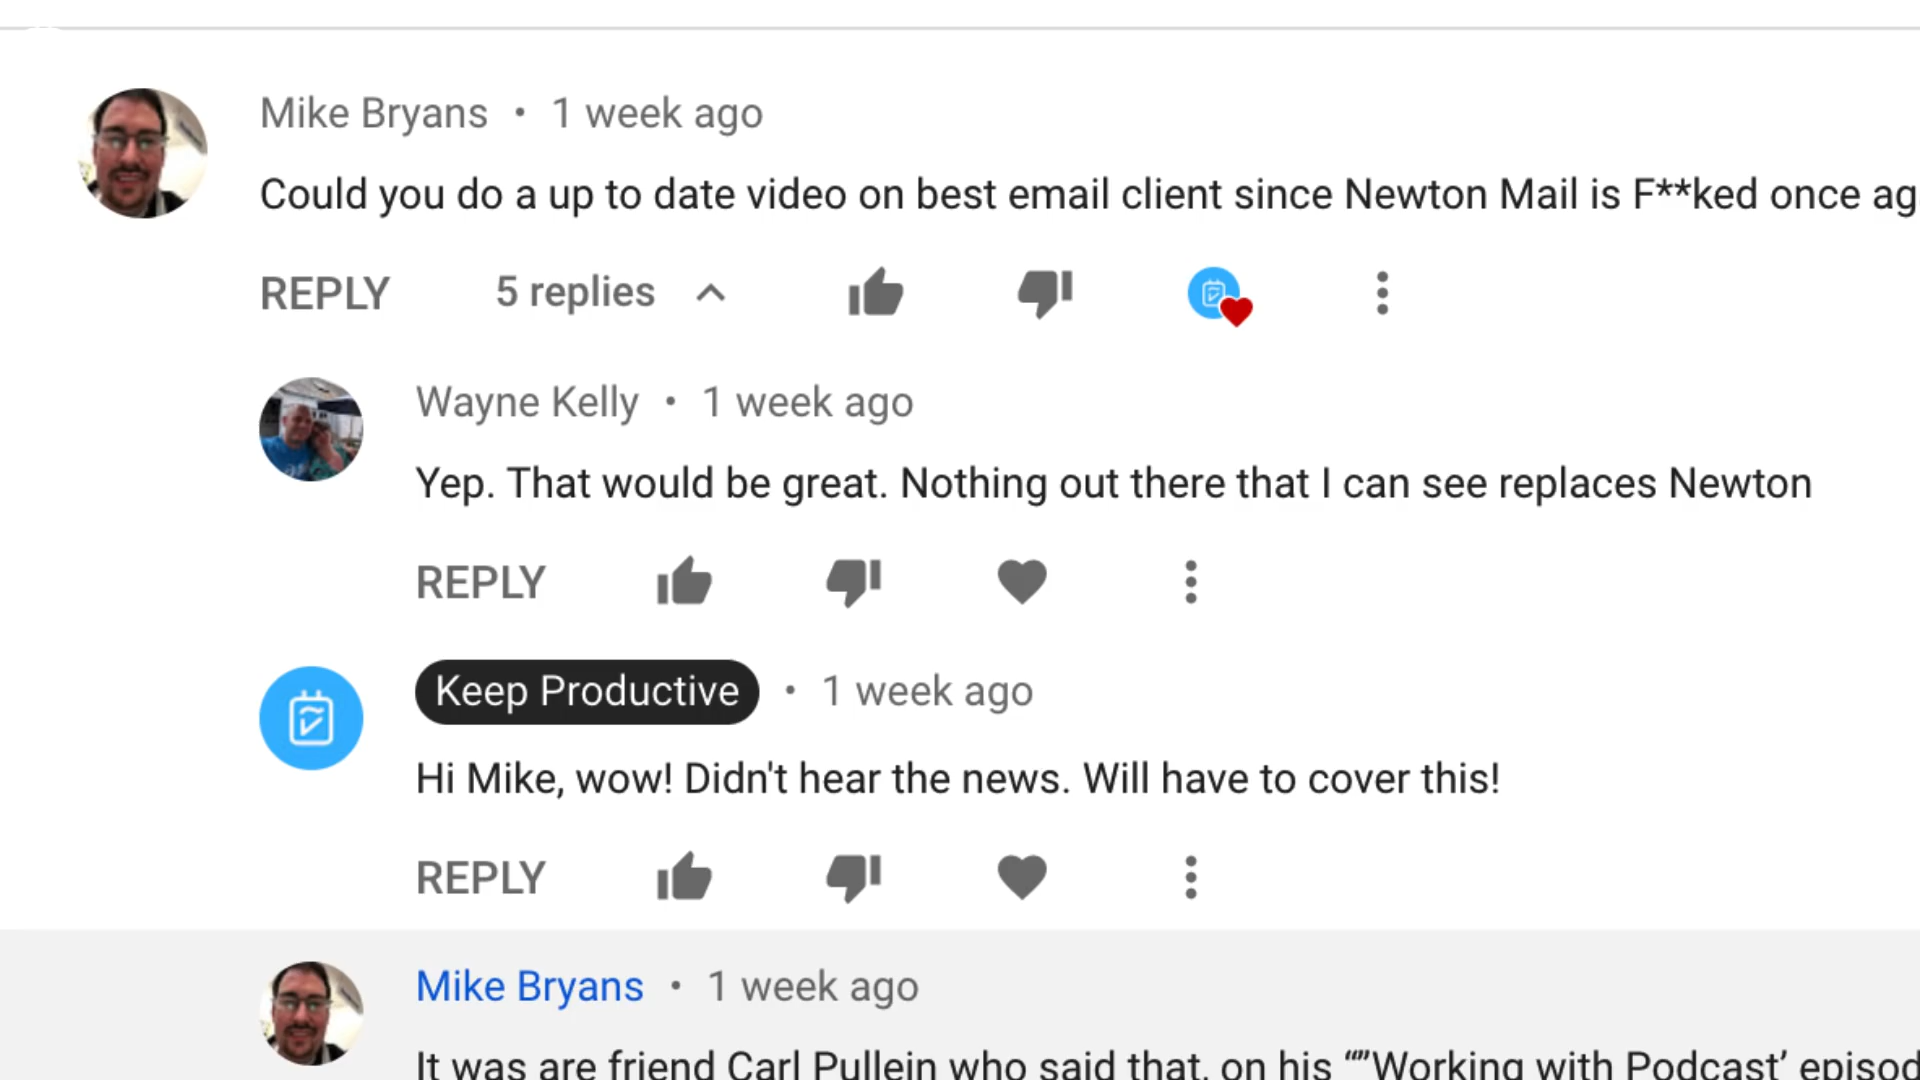 Mike Bryans • 1 week ago
Could you do a up to date video on best email client since Newton Mail is F**ked once
REPLY 5 replies
Wayne Kelly • 1 week ago
Yep. That would be great. Nothing out there that I can see replaces Newton
REPLY
Keep Productive • 1 week ago
Hi Mike, wow! Didn't hear the news. Will have to cover this!
REPLY
Mike Bryans • 1 week ago
It was are friend Carl Pullein who said that, on his “”Working with Podcast’